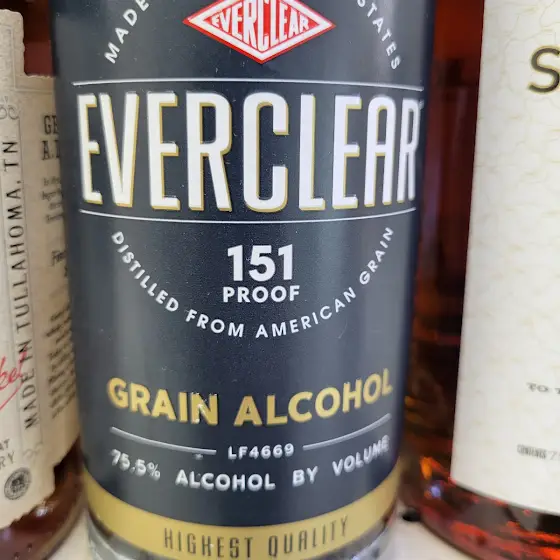 MADE
STATES
EVERCLEAR
EVERCLEAR
151
PROOF
DISTILLED FROM AMERICAN GRAIN
GRAIN ALCOHOL
LF4669
75.5% ALCOHOL BY VOLUME
HIGHEST QUALITY
MADE IN TULLAHOMA, TN
S